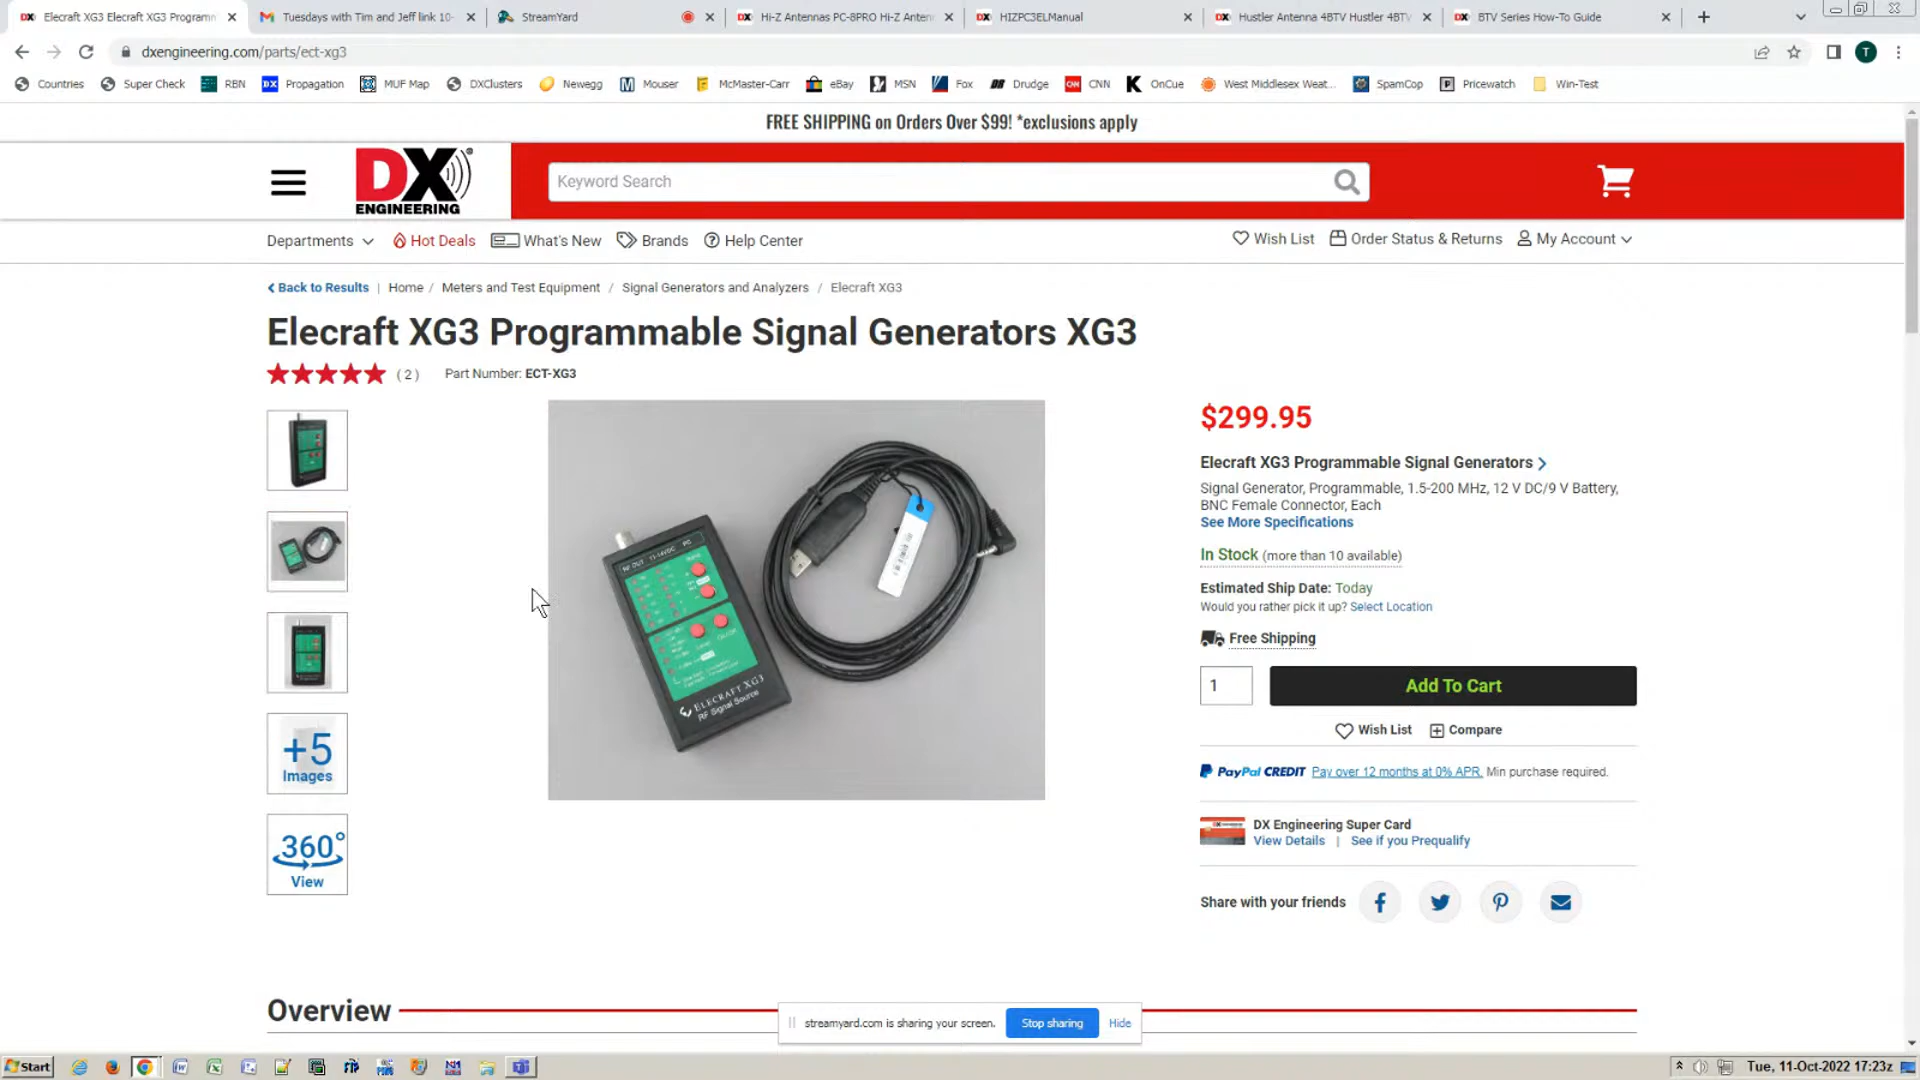 Elecraft XG3 Elecraft XG3 Programm
Tuesdays with Tim and Jeff link 10-
StreamYard
Hi-Z Antennas PC-8PRO Hi-Z Anten
HIZPC3ELManual
Hustler Antenna 4BTV Hustler 4BTV
BTV Series How-To Guide
dxengineering.com/parts/ect-xg3
T
Countries
Super Check
RBN
Propagation
MUF Map
DXClusters
Newegg
Mouser
McMaster-Carr
eBay
MSN
Fox
Drudge
CNN
OnCue
West Middlesex Weat...
SpamCop
Pricewatch
Win-Test
FREE SHIPPING on Orders Over $99! *exclusions apply
DX
ENGINEERING
Keyword Search
Departments
Hot Deals
What's New
Brands
Help Center
Wish List
Order Status & Returns
My Account
Back to Results | Home / Meters and Test Equipment / Signal Generators and Analyzers / Elecraft XG3
Elecraft XG3 Programmable Signal Generators XG3
( 2 )
Part Number: ECT-XG3
+5
Images
360°
View
RF OUT 11-14VDC PC
ELECRAFT XG3
RF Signal Source
$299.95
Elecraft XG3 Programmable Signal Generators
Signal Generator, Programmable, 1.5-200 MHz, 12 V DC/9 V Battery,
BNC Female Connector, Each
See More Specifications
In Stock (more than 10 available)
Estimated Ship Date: Today
Would you rather pick it up? Select Location
Free Shipping
1
Add To Cart
Wish List
Compare
PayPal CREDIT Pay over 12 months at 0% APR. Min purchase required.
DX Engineering Super Card
View Details | See if you Prequalify
Share with your friends
Overview
streamyard.com is sharing your screen.
Stop sharing
Hide
Start
Tue, 11-Oct-2022 17:23z